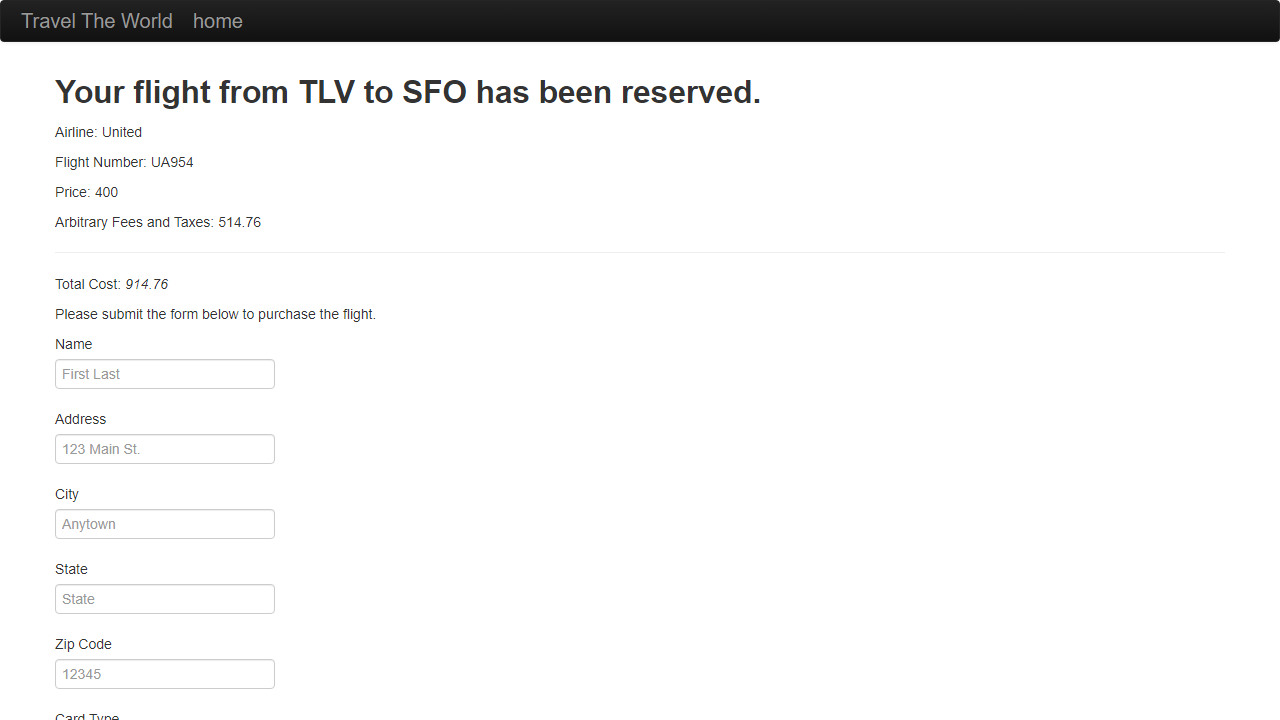 Travel The World home
Your flight from TLV to SFO has been reserved.
Airline: United
Flight Number: UA954
Price: 400
Arbitrary Fees and Taxes: 514.76
Total Cost: 914.76
Please submit the form below to purchase the flight.
Name
First Last
Address
123 Main St.
City
Anytown
State
State
Zip Code
12345
Card Type